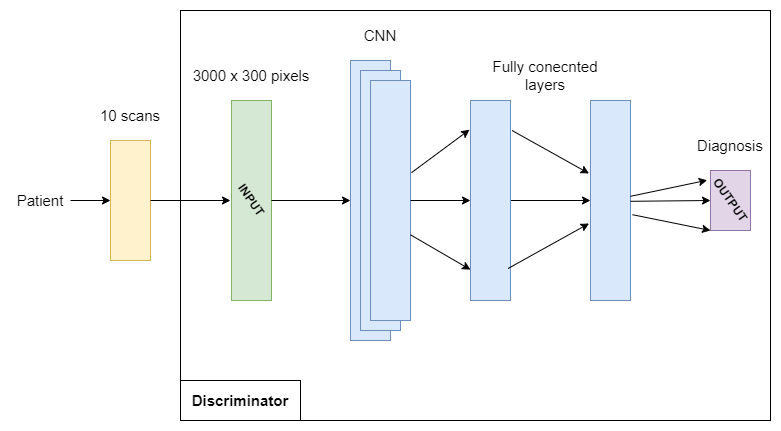 CNN
3000 x 300 pixels
Fully conecnted
layers
10 scans
Diagnosis
Patient
INPUT
OUTPUT
Discriminator